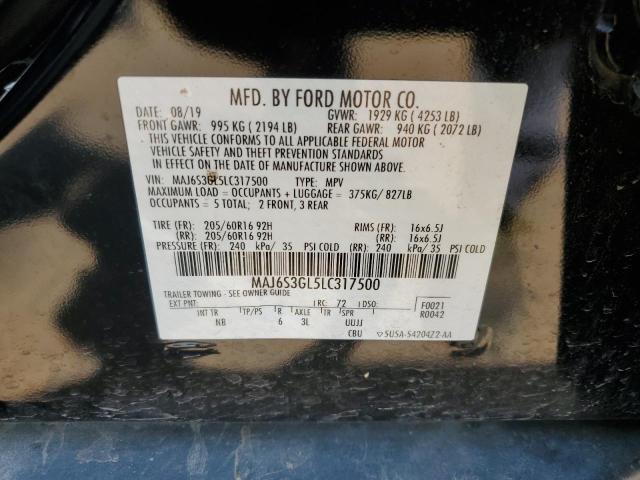 MFD. BY FORD MOTOR CO.
DATE: 08/19 GVWR: 1929 KG ( 4253 LB)
FRONT GAWR: 995 KG ( 2194 LB) REAR GAWR: 940 KG ( 2072 LB)
THIS VEHICLE CONFORMS TO ALL APPLICABLE FEDERAL MOTOR
VEHICLE SAFETY AND THEFT PREVENTION STANDARDS
IN EFFECT ON THE DATE OF MANUFACTURE SHOWN ABOVE.
VIN: MAJ6S3GL5LC317500 TYPE: MPV
MAXIMUM LOAD = OCCUPANTS + LUGGAGE = 375KG/ 827LB
OCCUPANTS = 5 TOTAL; 2 FRONT, 3 REAR
TIRE (FR): 205/60R16 92H RIMS (FR): 16x6.5J
(RR): 205/60R16 92H (RR): 16x6.5J
PRESSURE (FR): 240 kPa/ 35 PSI COLD (RR): 240 kPa/ 35 PSI COLD
MAJ6S3GL5LC317500
TRAILER TOWING - SEE OWNER GUIDE
EXT PNT: RC: 72 DSO: F0021
INT TR TP/PS R AXLE TR SPR R0042
NB 6 3L UUJJ
CBU 5U5A-S4204Z2-AA